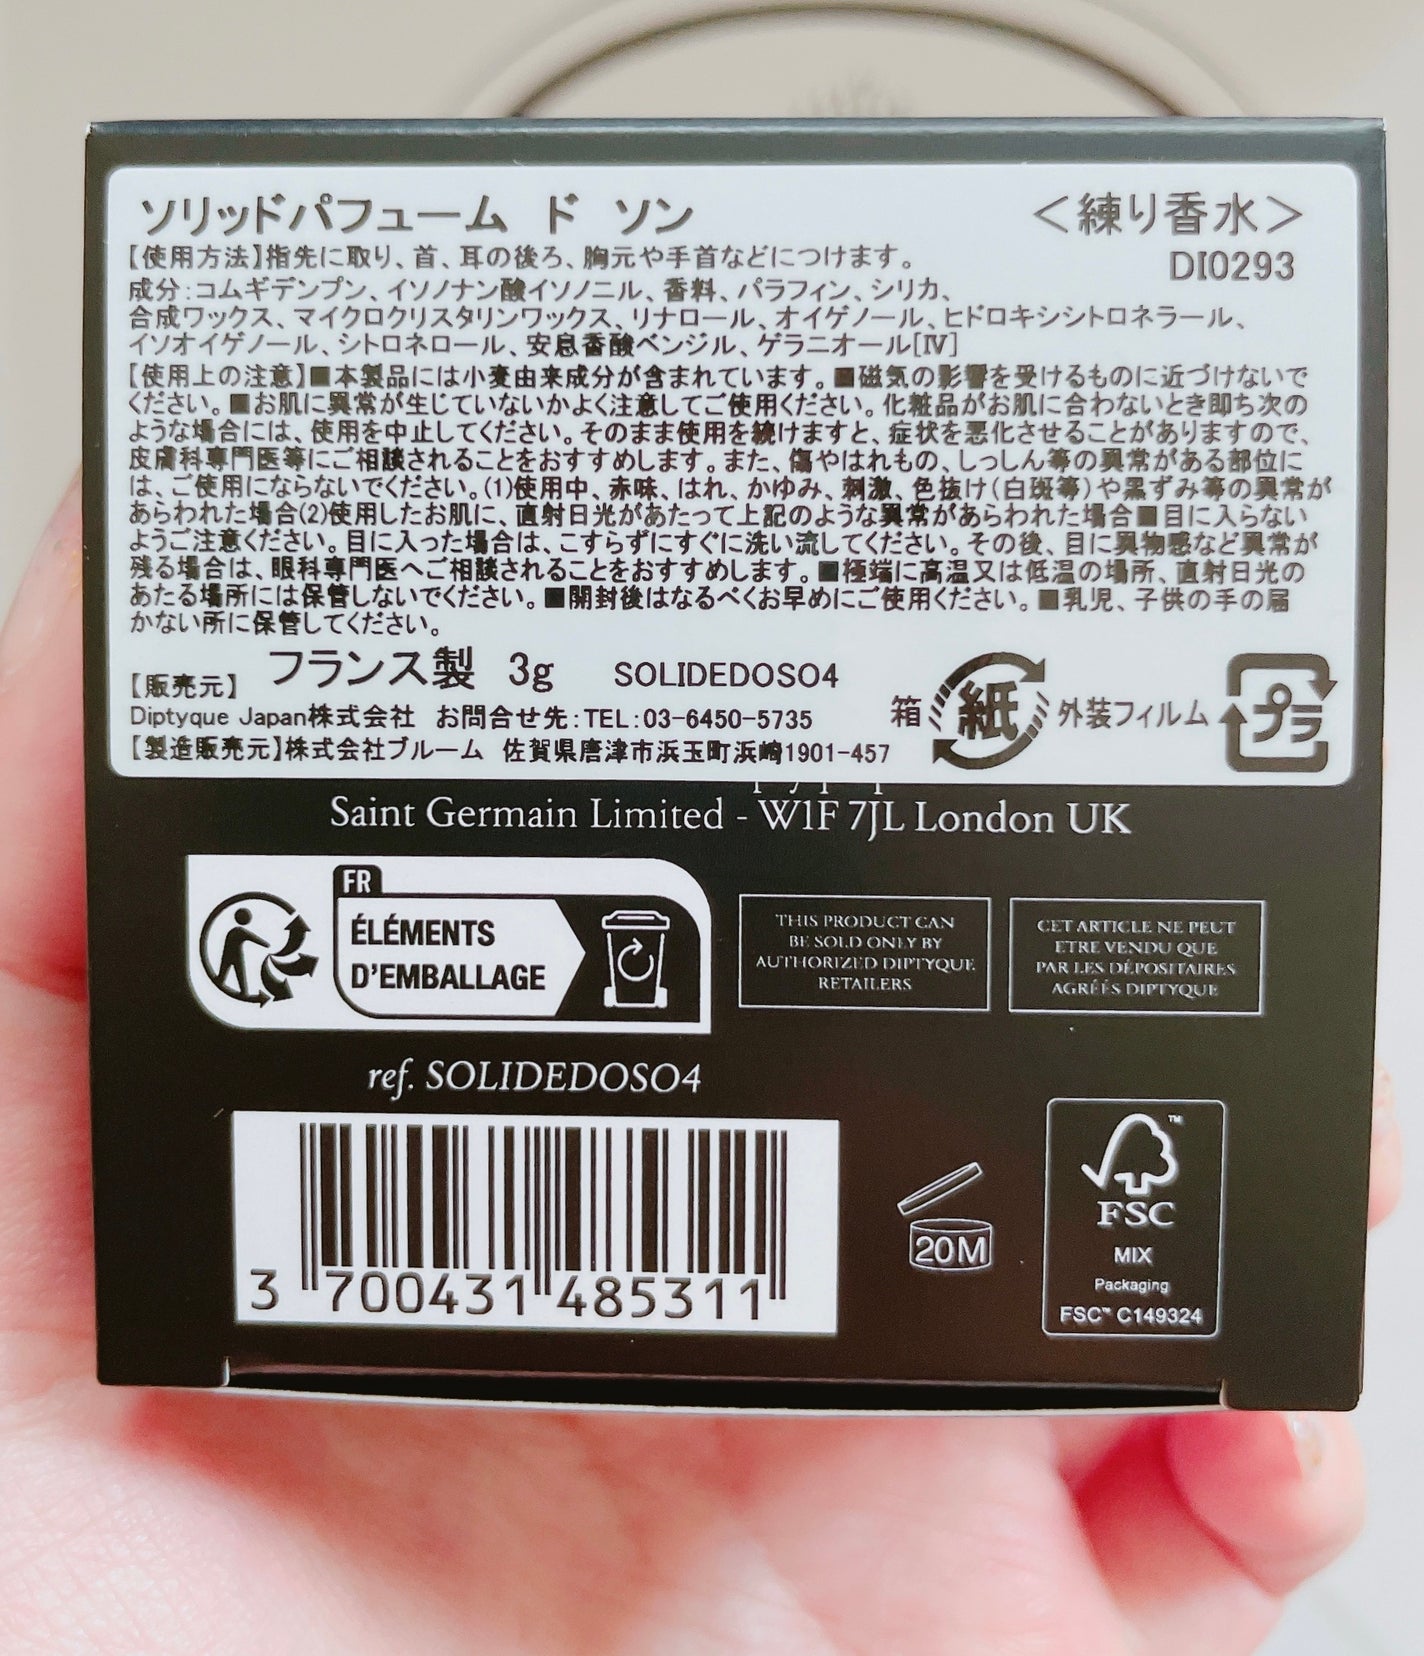 ソリッドパフューム ド ソン
<練り香水>
DI0293
【使用方法】指先に取り、首、耳の後ろ、胸元や手首などにつけます。
成分:コムギデンプン、イソノナン酸イソノニル、香料、パラフィン、シリカ、
合成ワックス、マイクロクリスタリンワックス、リナロール、オイゲノール、ヒドロキシシトロネラール、
イソオイゲノール、シトロネロール、安息香酸ベンジル、ゲラニオール[Ⅳ]
【使用上の注意】■本製品には小麦由来成分が含まれています。■磁気の影響を受けるものに近づけないで
ください。■お肌に異常が生じていないかよく注意してご使用ください。化粧品がお肌に合わないとき即ち次の
ような場合には、使用を中止してください。そのまま使用を続けますと、症状を悪化させることがありますので、
皮膚科専門医等にご相談されることをおすすめします。また、傷やはれもの、しっしん等の異常がある部位に
は、ご使用にならないでください。(1)使用中、赤味、はれ、かゆみ、刺激、色抜け(白斑等)や黒ずみ等の異常が
あらわれた場合(2)使用したお肌に、直射日光があたって上記のような異常があらわれた場合■目に入らない
ようご注意ください。目に入った場合は、こすらずにすぐに洗い流してください。その後、目に異物感など異常が
残る場合は、眼科専門医へご相談されることをおすすめします。■極端に高温又は低温の場所、直射日光の
あたる場所には保管しないでください。■開封後はなるべくお早めにご使用ください。■乳児、子供の手の届
かない所に保管してください。
フランス製 3g SOLIDEDOSO4
【販売元】
Diptyque Japan株式会社 お問合せ先:TEL:03-6450-5735
【製造販売元】株式会社ブルーム 佐賀県唐津市浜玉町浜崎1901-457
箱 紙 外装フィルム プラ
Saint Germain Limited - W1F 7JL London UK
FR
ÉLÉMENTS
D'EMBALLAGE
THIS PRODUCT CAN
BE SOLD ONLY BY
AUTHORIZED DIPTYQUE
RETAILERS
CET ARTICLE NE PEUT
ETRE VENDU QUE
PAR LES DÉPOSITAIRES
AGRÉÉS DIPTYQUE
ref. SOLIDEDOSO4
3 700431 485311
20M
FSC™
MIX
Packaging
FSC™ C149324